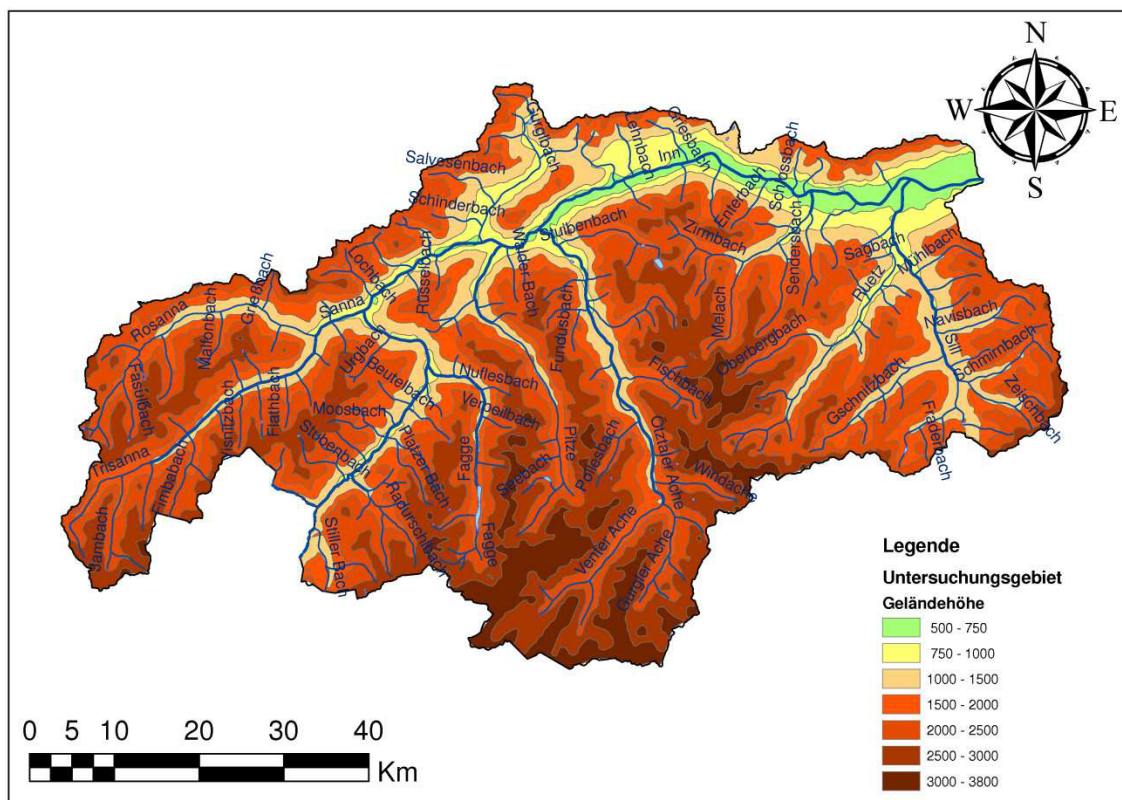 N
W
E
S
Gurglbach
Salvesenbach
Lehnbach
Griesbach
Inn
Schlossbach
Schinderbach
Enterbach
Stuibenbach
Zirmbach
Sendersbach
Sagbach
Mühlbach
Walder Bach
Lochbach
Rüsselbach
Ruetz
Sanna
Grießbach
Rosanna
Malfonbach
Melach
Navisbach
Sill
Oberbergbach
Urgbach
Fundusbach
Schmirnbach
Beutelbach
Nuflesbach
Fischbach
Gschnitzbach
Zeischbach
Fasulbach
Flathbach
Moosbach
Verpeilbach
Fraderbach
Visnitzbach
Stubenbach
Platzer Bach
Fagge
Pitze
Ötztaler Ache
Pollesbach
Trisanna
Fimbabach
Seebach
Windache
Radurschlbach
Jambach
Stiller Bach
Fagge
Venter Ache
Gurgler Ache
Legende
Untersuchungsgebiet
Geländehöhe
500 - 750
750 - 1000
1000 - 1500
1500 - 2000
2000 - 2500
2500 - 3000
3000 - 3800
0 5 10 20 30 40
Km